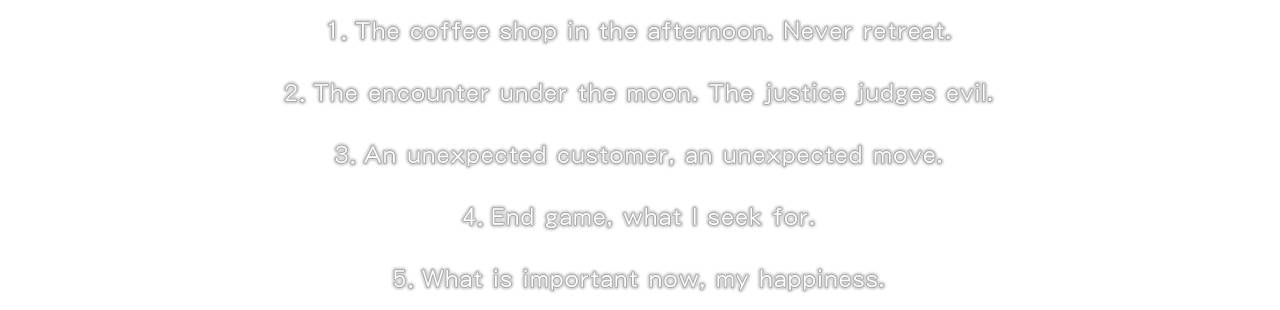 1. The coffee shop in the afternoon. Never retreat.
2. The encounter under the moon. The justice judges evil.
3. An unexpected customer, an unexpected move.
4. End game, what I seek for.
5. What is important now, my happiness.